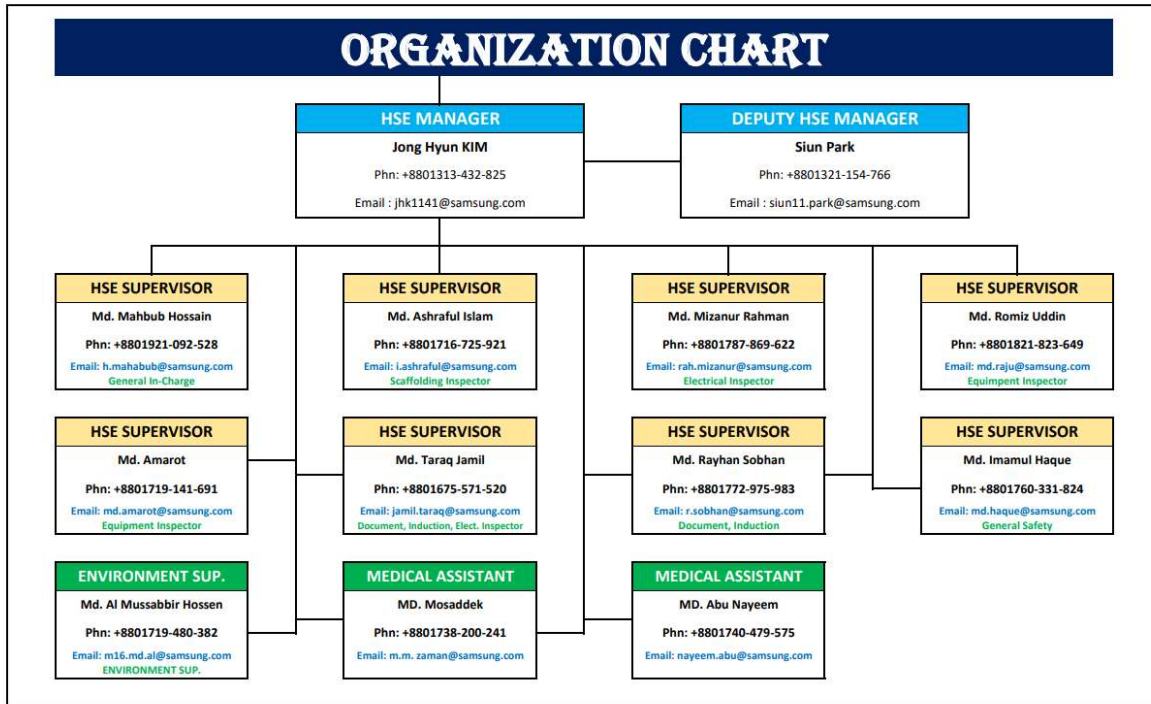 ORGANIZATION CHART
HSE MANAGER
Jong Hyun KIM
Phn: +8801313-432-825
Email : jhk1141@samsung.com
DEPUTY HSE MANAGER
Siun Park
Phn: +8801321-154-766
Email : siun11.park@samsung.com
HSE SUPERVISOR
Md. Mahbub Hossain
Phn: +8801921-092-528
Email: h.mahabub@samsung.com
General In-Charge
HSE SUPERVISOR
Md. Ashraful Islam
Phn: +8801716-725-921
Email: i.ashraful@samsung.com
Scaffolding Inspector
HSE SUPERVISOR
Md. Mizanur Rahman
Phn: +8801787-869-622
Email: rah.mizanur@samsung.com
Electrical Inspector
HSE SUPERVISOR
Md. Romiz Uddin
Phn: +8801821-823-649
Email: md.raju@samsung.com
Equimpent Inspector
HSE SUPERVISOR
Md. Amarot
Phn: +8801719-141-691
Email: md.amarot@samsung.com
Equipment Inspector
HSE SUPERVISOR
Md. Taraq Jamil
Phn: +8801675-571-520
Email: jamil.taraq@samsung.com
Document, Induction, Elect. Inspector
HSE SUPERVISOR
Md. Rayhan Sobhan
Phn: +8801772-975-983
Email: r.sobhan@samsung.com
Document, Induction
HSE SUPERVISOR
Md. Imamul Haque
Phn: +8801760-331-824
Email: md.haque@samsung.com
General Safety
ENVIRONMENT SUP.
Md. Al Mussabbir Hossen
Phn: +8801719-480-382
Email: m16.md.al@samsung.com
ENVIRONMENT SUP.
MEDICAL ASSISTANT
MD. Mosaddek
Phn: +8801738-200-241
Email: m.m. zaman@samsung.com
MEDICAL ASSISTANT
MD. Abu Nayeem
Phn: +8801740-479-575
Email: nayeem.abu@samsung.com